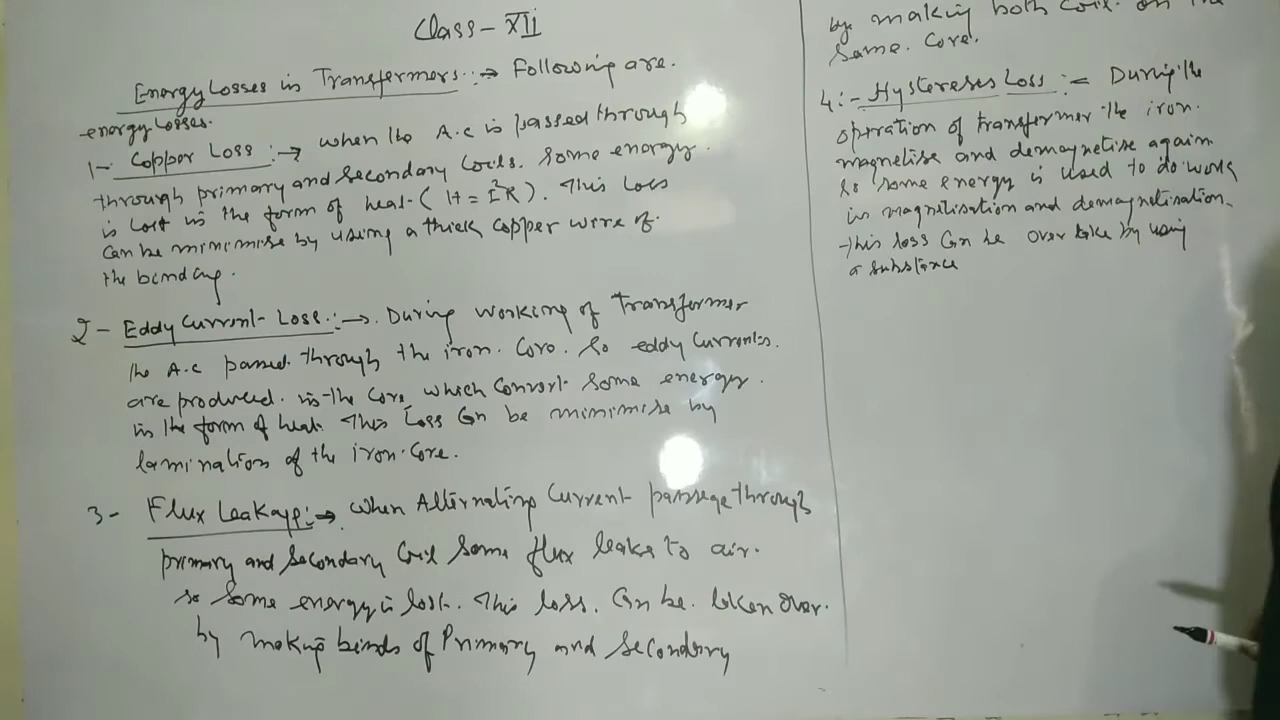 Class - XII
Energy Losses in Transfermers :→ Following are.
energy losses.
1- Copper Loss :→ when the A.c is passed through
through primary and secondary Coils. Some energy.
is lost in the form of heat (H = I²R). This Loss
Can be minimise by using a thick copper wire of.
the binding.
2- Eddy Current Loss :→ During working of Transformer
the A.c passed through the iron. Core. So eddy Currents.
are produced. in the Core which Convert Some energy.
in the form of heat. This Loss Can be minimise by
lamination of the iron. Core.
3- Flux Leakage :→ When Alternating Current passege through
primary and Secondary Coil Some flux leaks to air.
so Some energy is lost. This loss. Can be. taken over.
by making binds of Primary and Secondary
by making both Coil on the
Same. Core.
4:- Hystereses Loss :- During the
operation of transformer the iron.
magnetise and demagnetise again
so some energy is used to do work
in magnitisation and demagnetisation.
This loss Can be over take by using
a substance